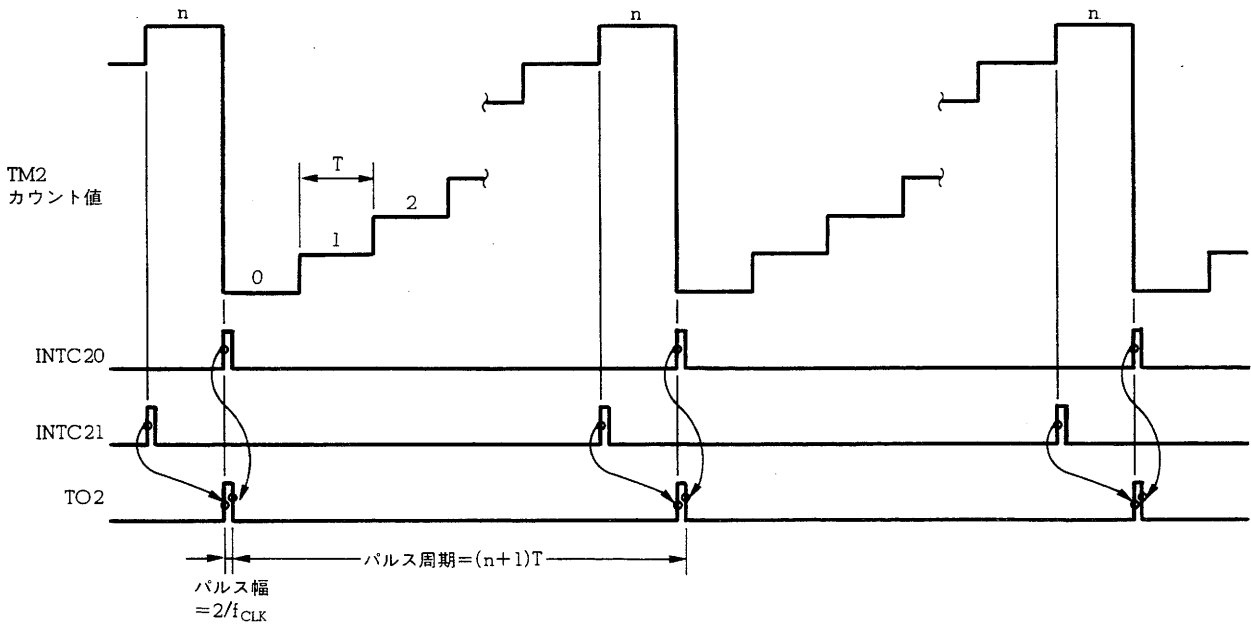 n
n
n
TM2
カウント値
T
0
1
2
INTC20
INTC21
TO2
パルス周期=(n+1)T
パルス幅
=2/fCLK